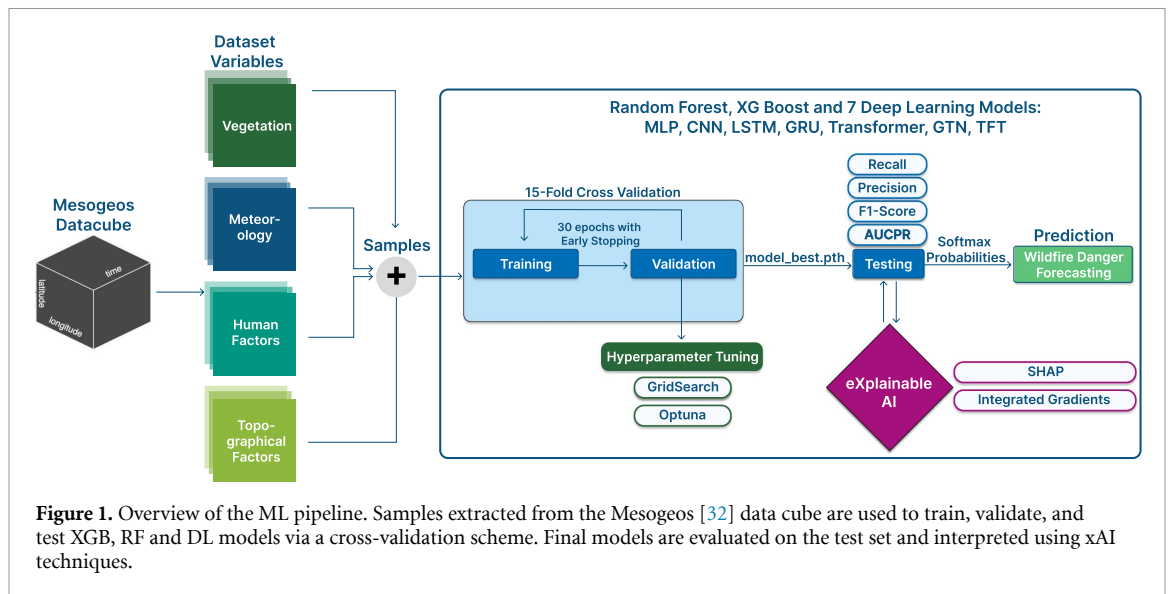 Dataset
Variables
Vegetation
Meteor-
ology
Human
Factors
Topo-
graphical
Factors
Mesogeos
Datacube
time
latitude
longitude
Samples
+
Random Forest, XG Boost and 7 Deep Learning Models:
MLP, CNN, LSTM, GRU, Transformer, GTN, TFT
15-Fold Cross Validation
30 epochs with
Early Stopping
Training
Validation
model_best.pth
Hyperparameter Tuning
GridSearch
Optuna
Recall
Precision
F1-Score
AUCPR
Testing
Softmax
Probabilities
Prediction
Wildfire Danger
Forecasting
eXplainable
AI
SHAP
Integrated Gradients
Figure 1. Overview of the ML pipeline. Samples extracted from the Mesogeos [32] data cube are used to train, validate, and
test XGB, RF and DL models via a cross-validation scheme. Final models are evaluated on the test set and interpreted using xAI
techniques.